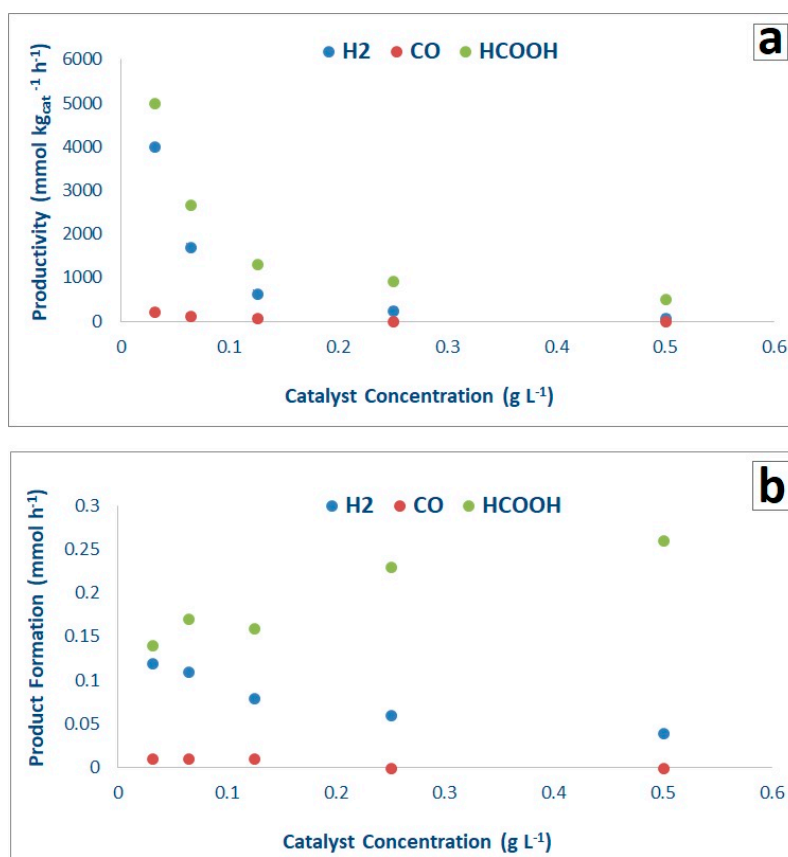 a
H2 CO HCOOH
Productivity (mmol kgcat ⁻¹ h⁻¹)
6000
5000
4000
3000
2000
1000
0
0 0.1 0.2 0.3 0.4 0.5 0.6
Catalyst Concentration (g L⁻¹)
b
H2 CO HCOOH
Product Formation (mmol h⁻¹)
0.3
0.25
0.2
0.15
0.1
0.05
0
0 0.1 0.2 0.3 0.4 0.5 0.6
Catalyst Concentration (g L⁻¹)